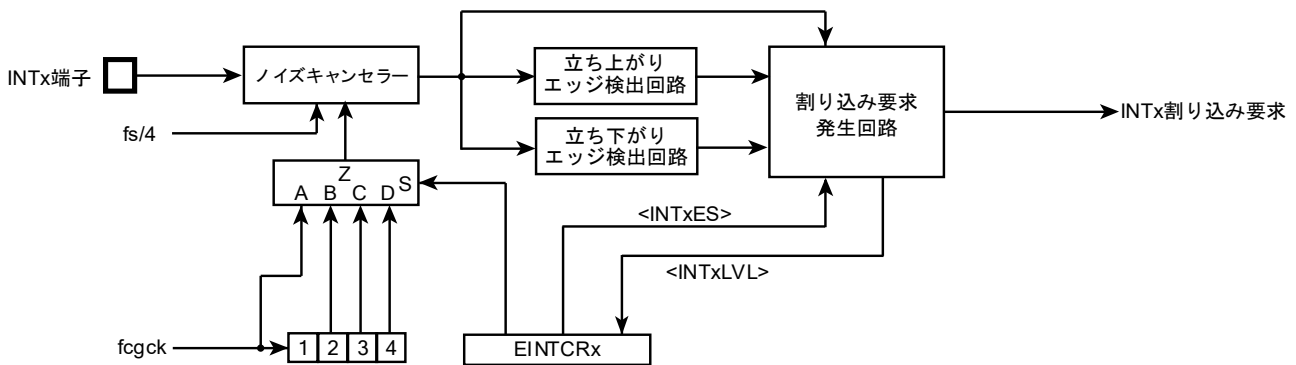 INTx端子
ノイズキャンセラー
立ち上がり
エッジ検出回路
割り込み要求
発生回路
INTx割り込み要求
fs/4
立ち下がり
エッジ検出回路
Z
S
A B C D
<INTxES>
<INTxLVL>
fcgck
1 2 3 4
EINTCRx